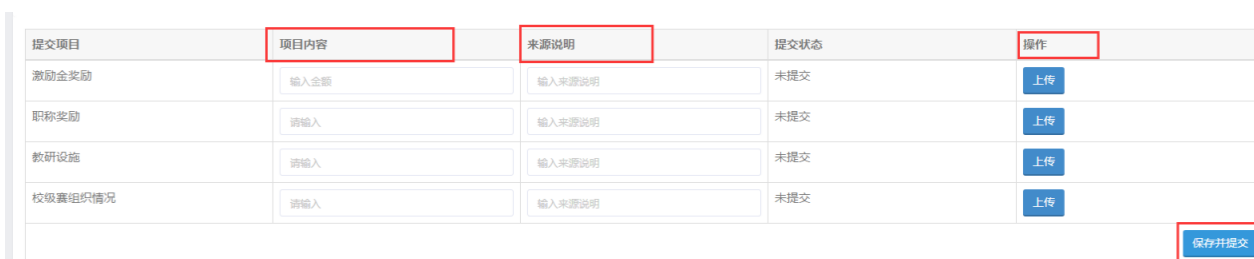 提交项目 项目内容 来源说明 提交状态 操作
激励金奖励 输入金额 输入来源说明 未提交 上传
职称奖励 请输入 输入来源说明 未提交 上传
教研设施 请输入 输入来源说明 未提交 上传
校级赛组织情况 请输入 输入来源说明 未提交 上传
保存并提交